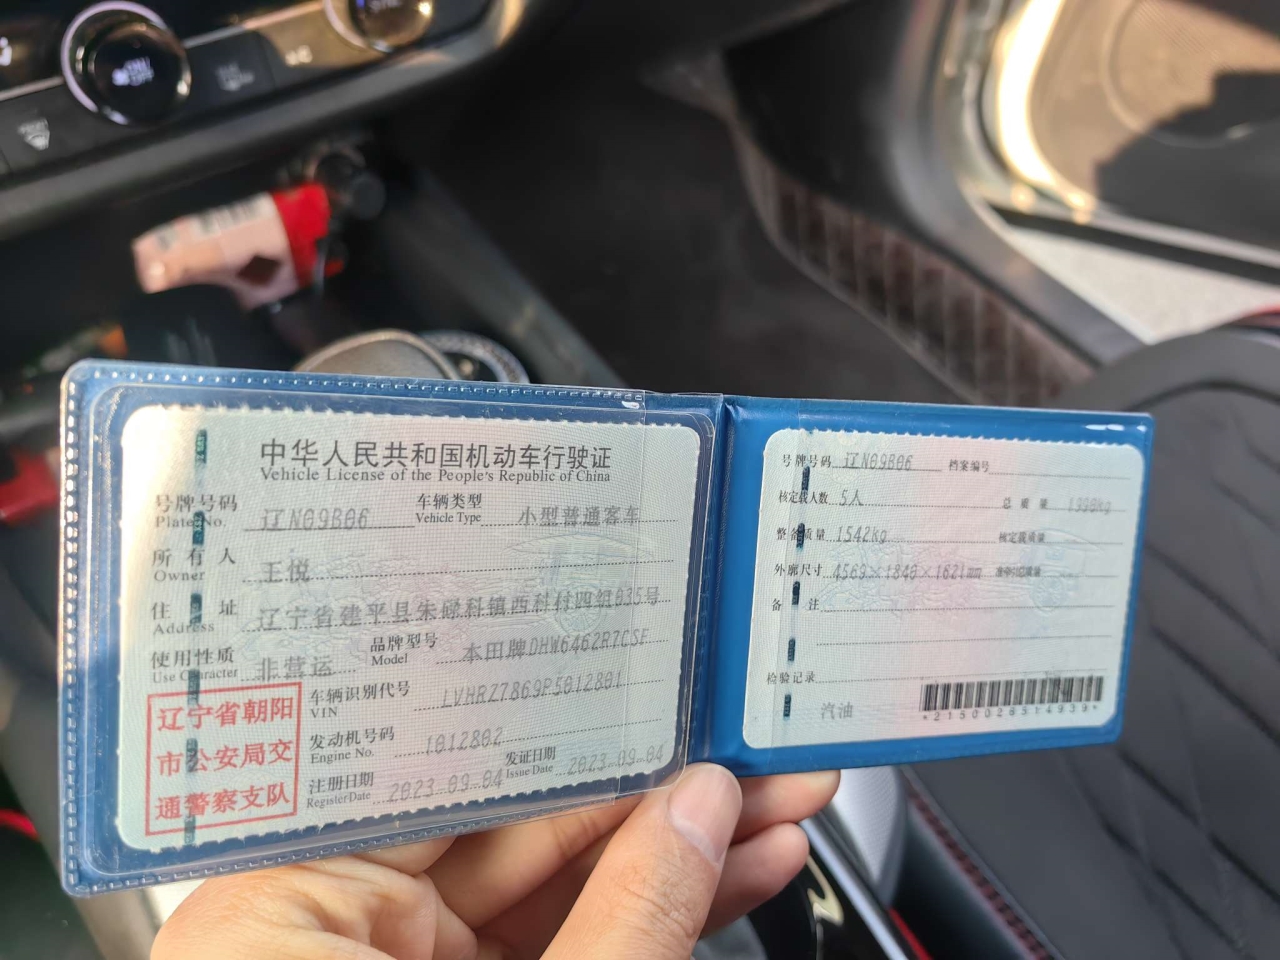 中华人民共和国机动车行驶证
Vehicle License of the People's Republic of China
号牌号码 辽N09B06 车辆类型 小型普通客车
Plate No. Vehicle Type
所有人 王悦
Owner
住址 辽宁省建平县朱碌科镇西科村四组035号
Address
使用性质 非营运 品牌型号 本田牌DHW6462R7CSF
Use Character Model
车辆识别代号 LVHRZ7869P5012801
VIN
发动机号码 1012802
Engine No.
注册日期 2023-09-04 发证日期 2023-09-04
Register Date Issue Date
辽宁省朝阳
市公安局交
通警察支队
号牌号码 辽N09B06 档案编号
核定载人数 5人 总质量
整备质量 1542kg 核定载质量
外廓尺寸 4569×1840×1621mm 准牵引总质量
备注
检验记录
汽油